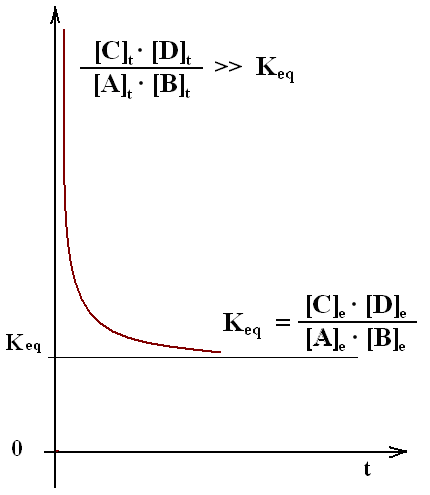 [C]t · [D]t
[A]t · [B]t
>> Keq
Keq = [C]e · [D]e
[A]e · [B]e
Keq
0
t